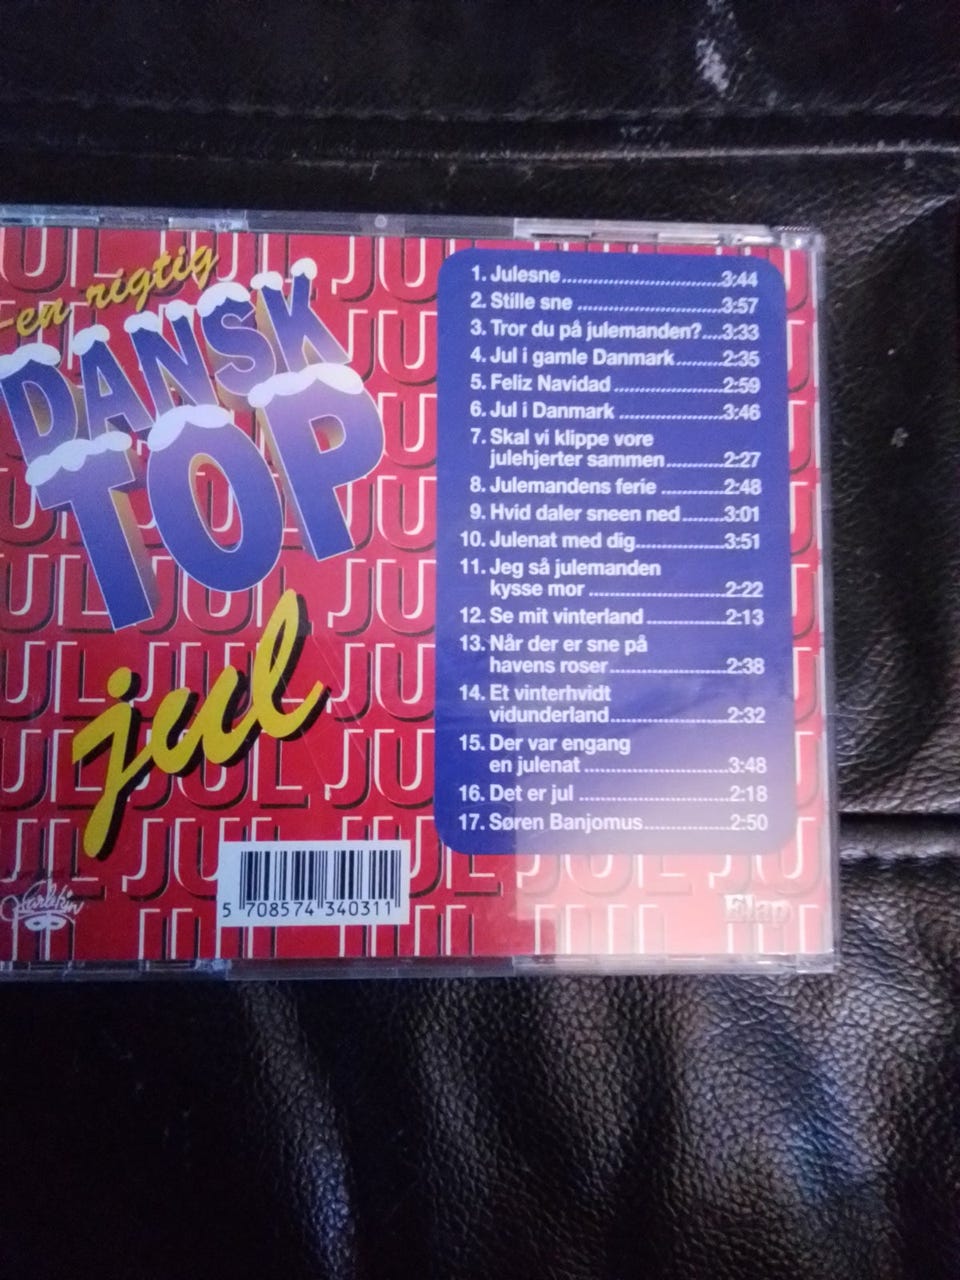 -en rigtig
DANSK
TOP
jul
1. Julesne.....3:44
2. Stille sne.....3:57
3. Tror du på julemanden?....3:33
4. Jul i gamle Danmark.....2:35
5. Feliz Navidad.....2:59
6. Jul i Danmark.....3:46
7. Skal vi klippe vore
julehjerter sammen.....2:27
8. Julemandens ferie.....2:48
9. Hvid daler sneen ned.....3:01
10. Julenat med dig.....3:51
11. Jeg så julemanden
kysse mor.....2:22
12. Se mit vinterland.....2:13
13. Når der er sne på
havens roser.....2:38
14. Et vinterhvidt
vidunderland.....2:32
15. Der var engang
en julenat.....3:48
16. Det er jul.....2:18
17. Søren Banjomus.....2:50
5 708574 340311
Harlekin
Elap
JUL JUL JUL